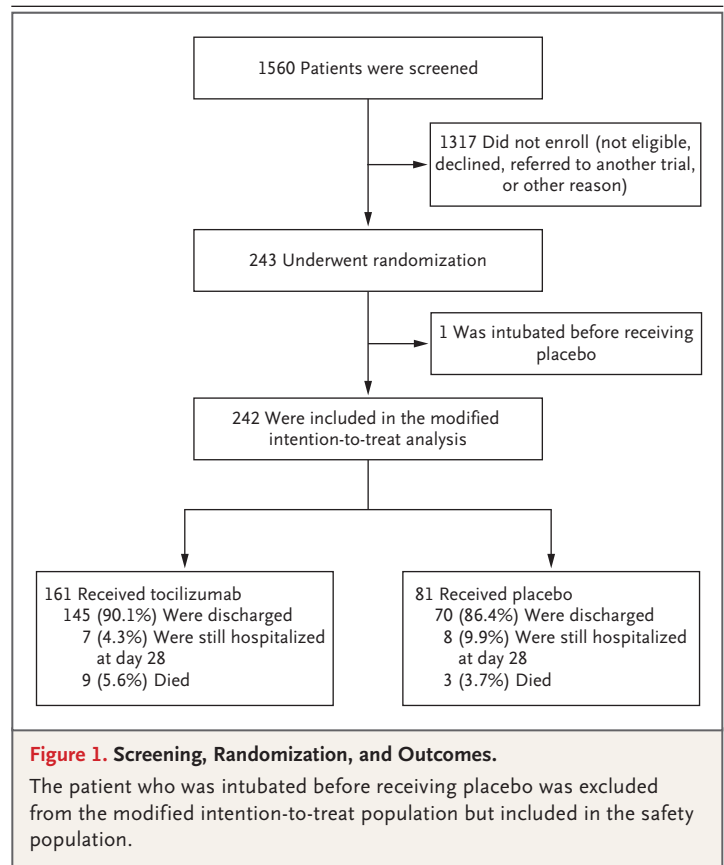 1560 Patients were screened
1317 Did not enroll (not eligible,
declined, referred to another trial,
or other reason)
243 Underwent randomization
1 Was intubated before receiving
placebo
242 Were included in the modified
intention-to-treat analysis
161 Received tocilizumab
145 (90.1%) Were discharged
7 (4.3%) Were still hospitalized
at day 28
9 (5.6%) Died
81 Received placebo
70 (86.4%) Were discharged
8 (9.9%) Were still hospitalized
at day 28
3 (3.7%) Died
Figure 1. Screening, Randomization, and Outcomes.
The patient who was intubated before receiving placebo was excluded
from the modified intention-to-treat population but included in the safety
population.